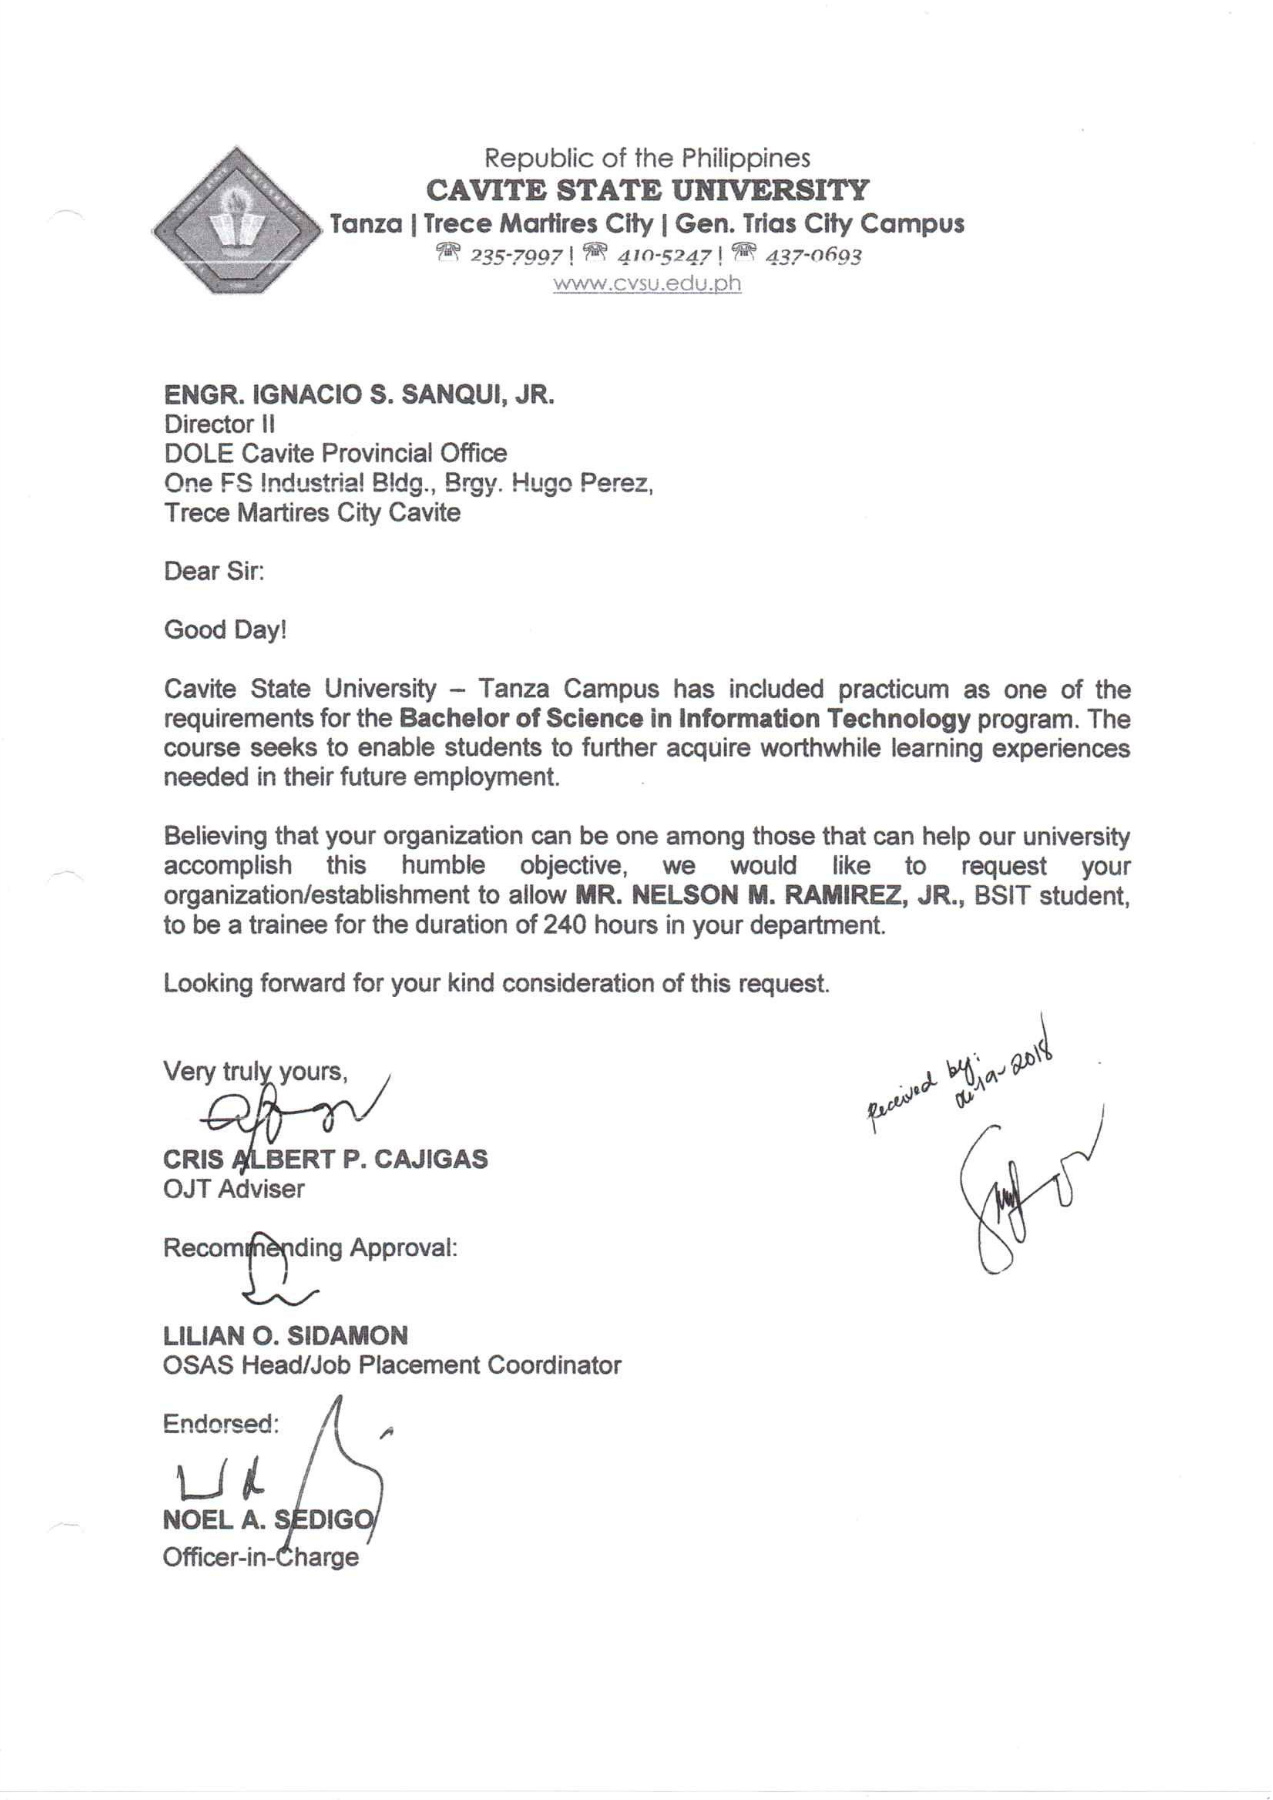 Republic of the Philippines
CAVITE STATE UNIVERSITY
Tanza | Trece Martires City | Gen. Trias City Campus
☏ 235-7997 | ☏ 410-5247 | ☏ 437-0693
www.cvsu.edu.ph
ENGR. IGNACIO S. SANQUI, JR.
Director II
DOLE Cavite Provincial Office
One FS Industrial Bldg., Brgy. Hugo Perez,
Trece Martires City Cavite
Dear Sir:
Good Day!
Cavite State University – Tanza Campus has included practicum as one of the
requirements for the Bachelor of Science in Information Technology program. The
course seeks to enable students to further acquire worthwhile learning experiences
needed in their future employment.
Believing that your organization can be one among those that can help our university
accomplish this humble objective, we would like to request your
organization/establishment to allow MR. NELSON M. RAMIREZ, JR., BSIT student,
to be a trainee for the duration of 240 hours in your department.
Looking forward for your kind consideration of this request.
Very truly yours,
CRIS ALBERT P. CAJIGAS
OJT Adviser
Recommending Approval:
LILIAN O. SIDAMON
OSAS Head/Job Placement Coordinator
Endorsed:
NOEL A. SEDIGO
Officer-in-Charge
Received by:
2018